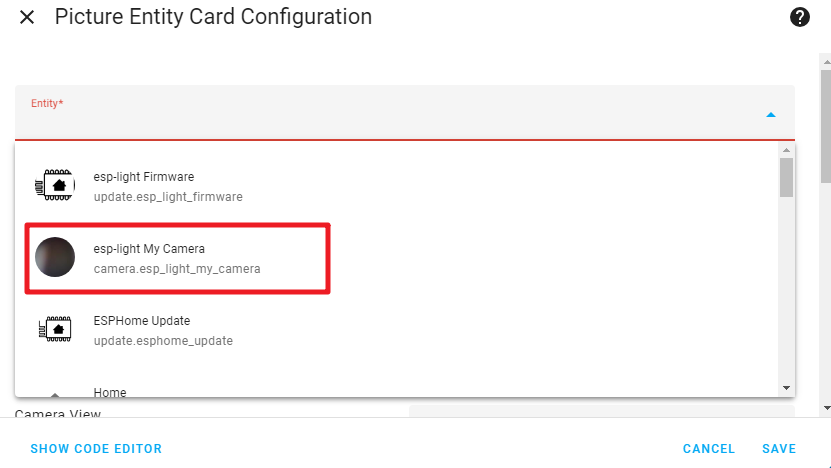 Picture Entity Card Configuration
Entity*
esp-light Firmware
update.esp_light_firmware
esp-light My Camera
camera.esp_light_my_camera
ESPHome Update
update.esphome_update
Home
Camera View
SHOW CODE EDITOR
CANCEL
SAVE